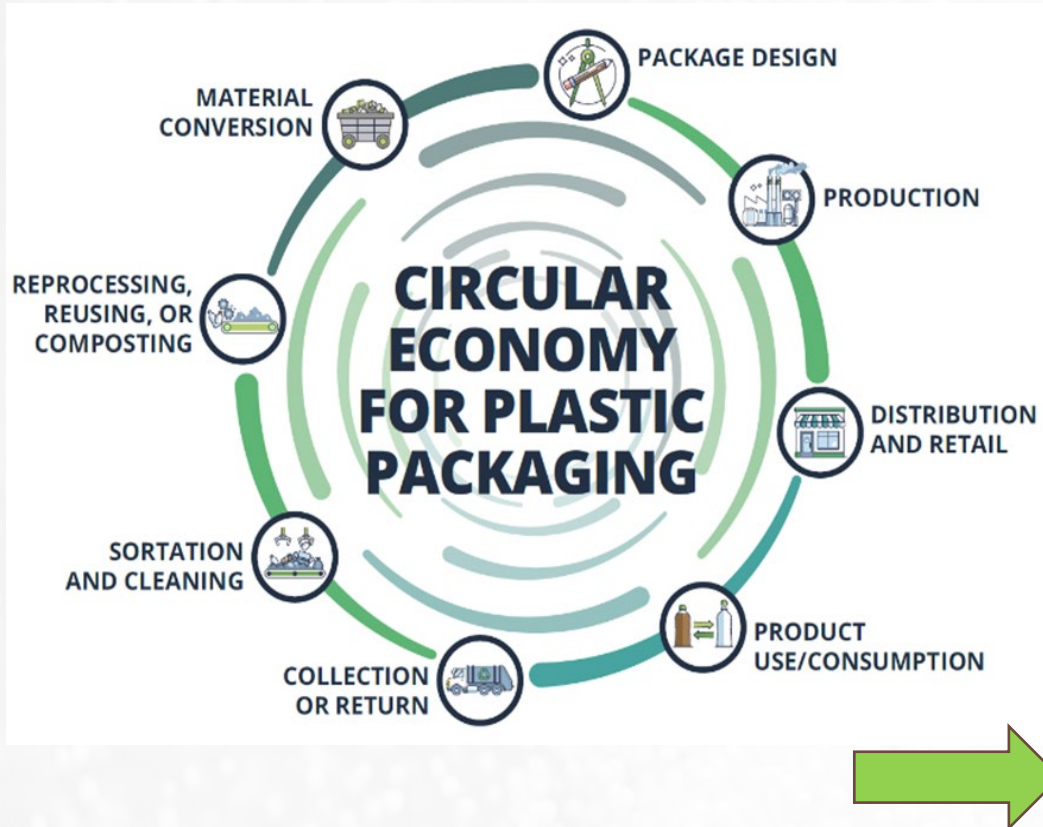 PACKAGE DESIGN
MATERIAL
CONVERSION
PRODUCTION
REPROCESSING,
REUSING, OR
COMPOSTING
CIRCULAR
ECONOMY
FOR PLASTIC
PACKAGING
DISTRIBUTION
AND RETAIL
SORTATION
AND CLEANING
PRODUCT
USE/CONSUMPTION
COLLECTION
OR RETURN